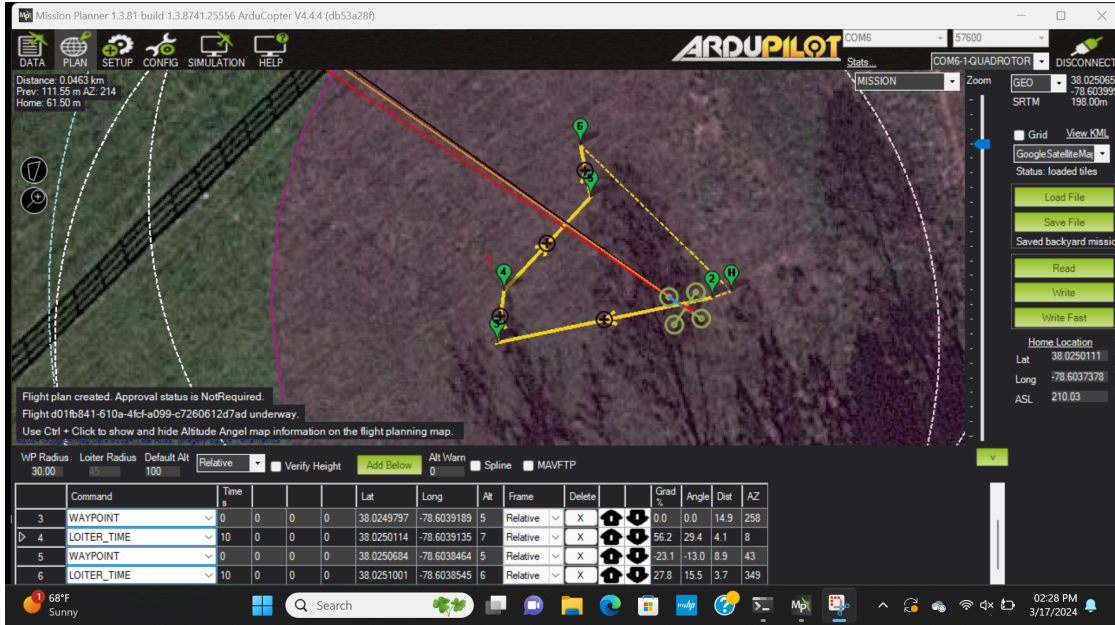 Mission Planner 1.3.81 build 1.3.8741.25556 ArduCopter V4.4.4 (db53a28f)
DATA PLAN SETUP CONFIG SIMULATION HELP
ARDUPILOT
COM6 57600
Stats...
COM6-1-QUADROTOR
DISCONNECT
Distance: 0.0463 km
Prev: 111.55 m AZ: 214
Home: 61.50 m
MISSION
Zoom
GEO 38.025065
-78.603999
SRTM 198.00m
Grid View KML
GoogleSatelliteMap
Status: loaded tiles
Load File
Save File
Saved backyard missio
Read
Write
Write Fast
Home Location
Lat 38.0250111
Long -78.6037378
ASL 210.03
6
5
4
3
2
H
Flight plan created. Approval status is NotRequired.
Flight d01fb841-610a-4fcf-a099-c7260612d7ad underway.
Use Ctrl + Click to show and hide Altitude Angel map information on the flight planning map.
WP Radius Loiter Radius Default Alt
30.00 45 100 Relative Verify Height Add Below Alt Warn 0 Spline MAVFTP
v
Command Time s Lat Long Alt Frame Delete Grad % Angle Dist AZ
3 WAYPOINT 0 0 0 0 38.0249797 -78.6039189 5 Relative X 0.0 0.0 14.9 258
4 LOITER_TIME 10 0 0 0 38.0250114 -78.6039135 7 Relative X 56.2 29.4 4.1 8
5 WAYPOINT 0 0 0 0 38.0250684 -78.6038464 5 Relative X -23.1 -13.0 8.9 43
6 LOITER_TIME 10 0 0 0 38.0251001 -78.6038545 6 Relative X 27.8 15.5 3.7 349
1
68°F
Sunny
Search
mbp
02:28 PM
3/17/2024